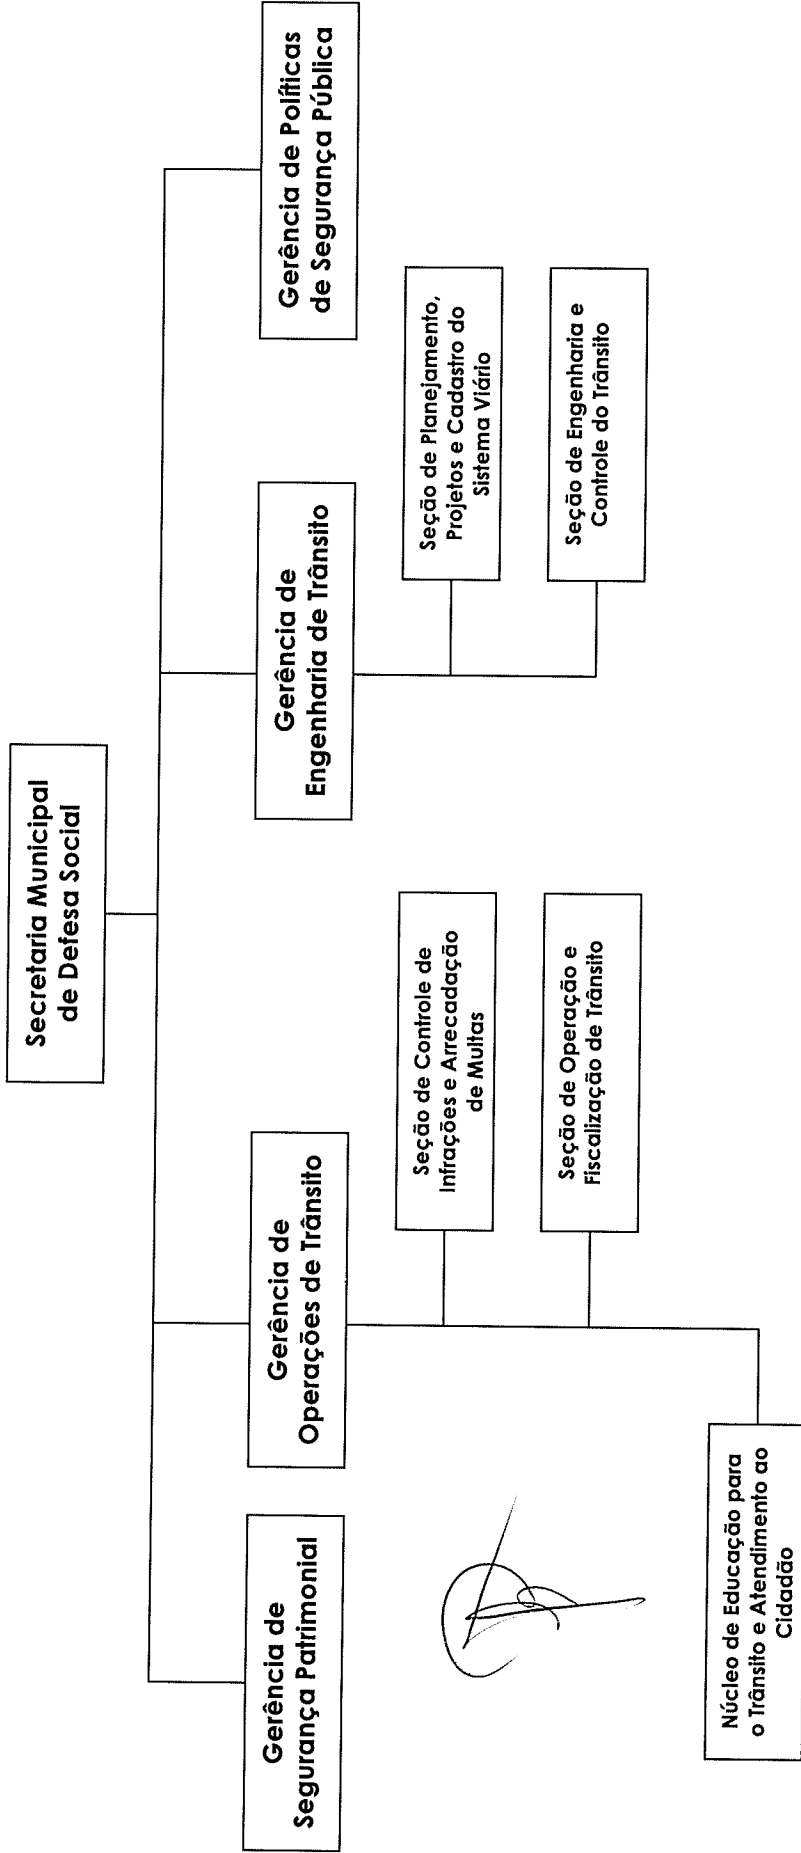 Secretaria Municipal
de Defesa Social
Gerência de
Segurança Patrimonial
Gerência de
Operações de Trânsito
Gerência de
Engenharia de Trânsito
Gerência de Políticas
de Segurança Pública
Seção de Controle de
Infrações e Arrecadação
de Multas
Seção de Operação e
Fiscalização de Trânsito
Núcleo de Educação para
o Trânsito e Atendimento ao
Cidadão
Seção de Planejamento,
Projetos e Cadastro do
Sistema Viário
Seção de Engenharia e
Controle do Trânsito